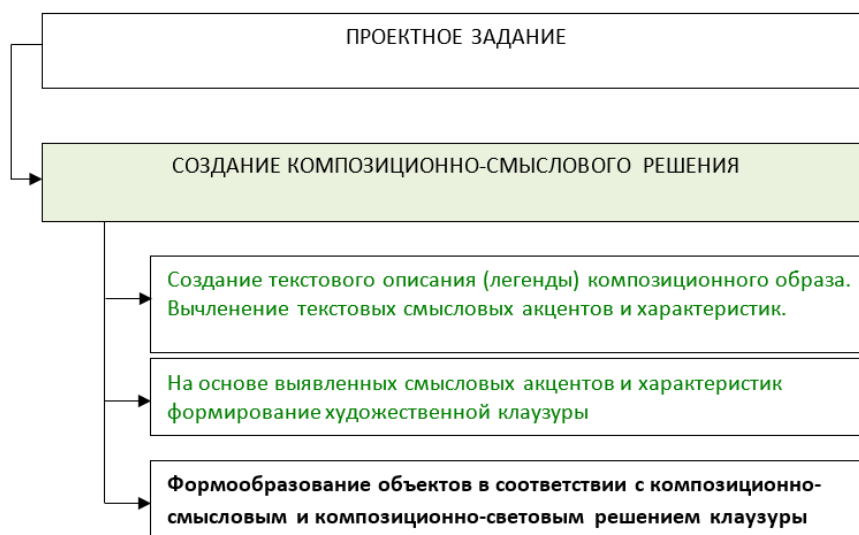 ПРОЕКТНОЕ ЗАДАНИЕ
СОЗДАНИЕ КОМПОЗИЦИОННО-СМЫСЛОВОГО РЕШЕНИЯ
Создание текстового описания (легенды) композиционного образа.
Вычленение текстовых смысловых акцентов и характеристик.
На основе выявленных смысловых акцентов и характеристик
формирование художественной клаузуры
Формообразование объектов в соответствии с композиционно-
смысловым и композиционно-световым решением клаузуры